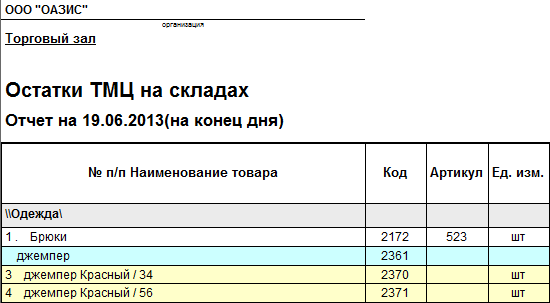 ООО "ОАЗИС"
организация
Торговый зал
Остатки ТМЦ на складах
Отчет на 19.06.2013(на конец дня)
№ п/п Наименование товара Код Артикул Ед. изм.
\\Одежда\
1 . Брюки 2172 523 шт
джемпер 2361
3 джемпер Красный / 34 2370 шт
4 джемпер Красный / 56 2371 шт